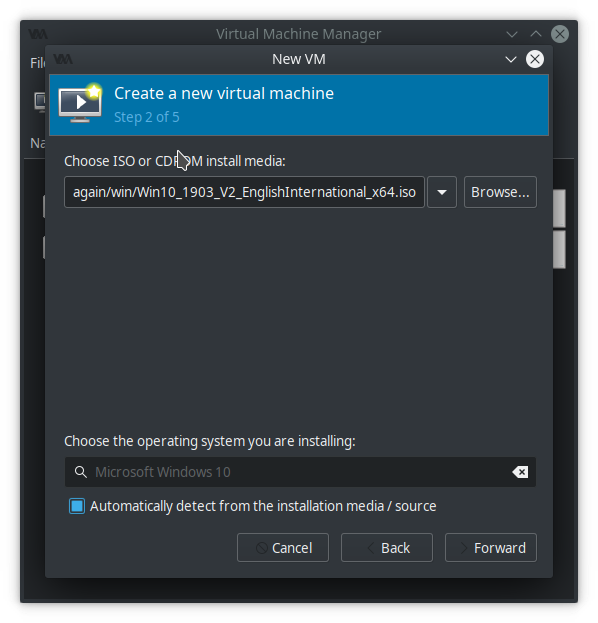 Virtual Machine Manager
New VM
Create a new virtual machine
Step 2 of 5
Choose ISO or CDROM install media:
again/win/Win10_1903_V2_EnglishInternational_x64.iso
Browse...
Choose the operating system you are installing:
Microsoft Windows 10
Automatically detect from the installation media / source
Cancel
Back
Forward